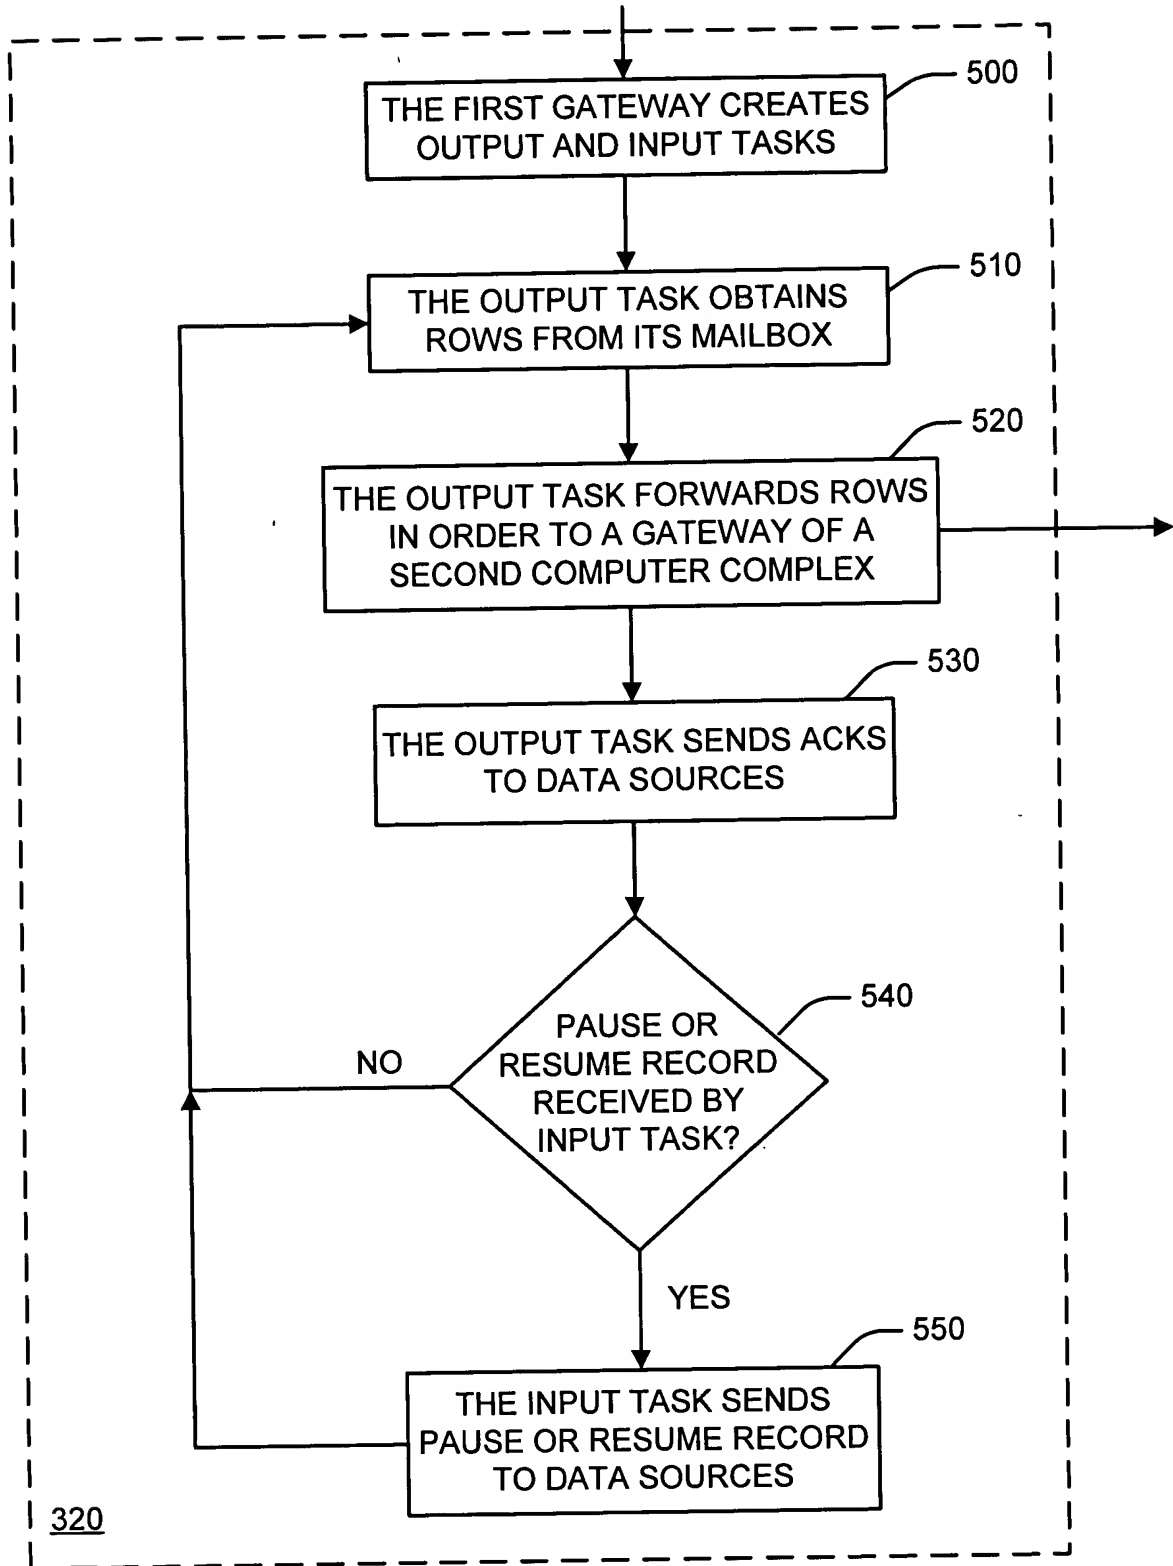 500
THE FIRST GATEWAY CREATES
OUTPUT AND INPUT TASKS
510
THE OUTPUT TASK OBTAINS
ROWS FROM ITS MAILBOX
520
THE OUTPUT TASK FORWARDS ROWS
IN ORDER TO A GATEWAY OF A
SECOND COMPUTER COMPLEX
530
THE OUTPUT TASK SENDS ACKS
TO DATA SOURCES
540
PAUSE OR
RESUME RECORD
RECEIVED BY
INPUT TASK?
NO
YES
550
THE INPUT TASK SENDS
PAUSE OR RESUME RECORD
TO DATA SOURCES
320